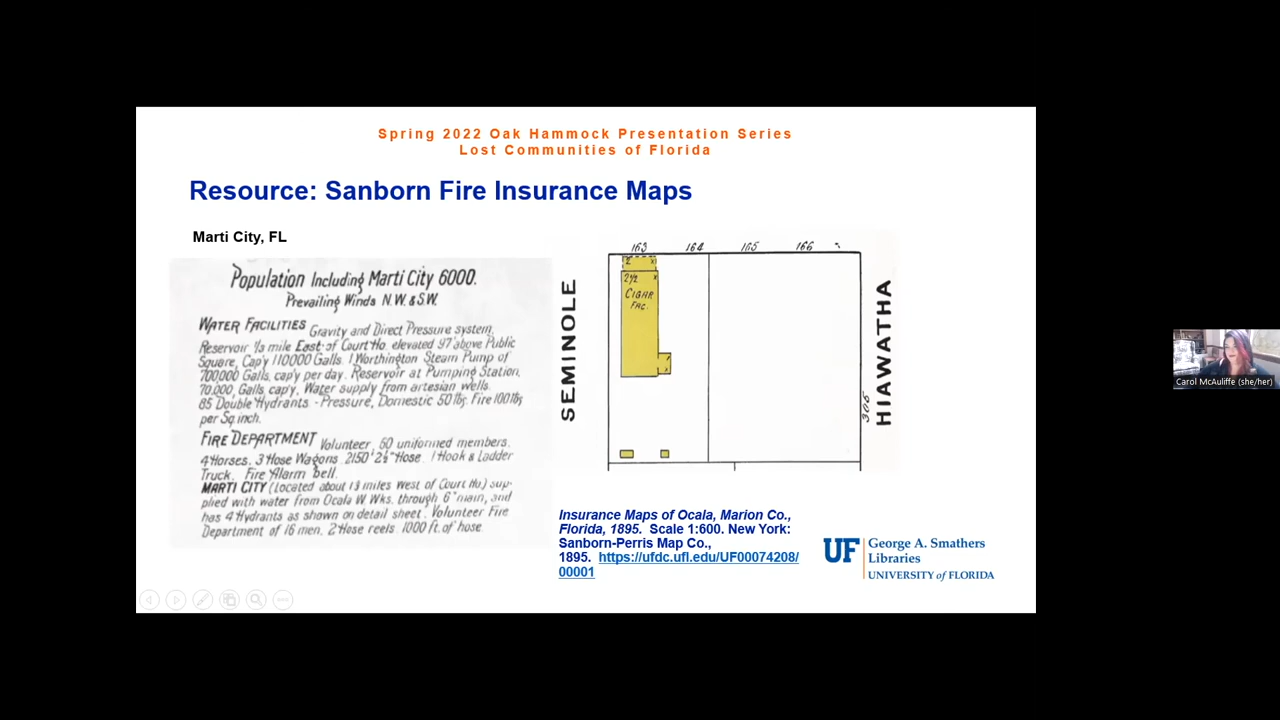 Spring 2022 Oak Hammock Presentation Series
Lost Communities of Florida
Resource: Sanborn Fire Insurance Maps
Marti City, FL
Population Including Marti City 6000.
Prevailing Winds N.W. & S.W.
WATER FACILITIES Gravity and Direct Pressure system,
Reservoir ⅓ mile East of Court Ho. elevated 97' above Public
Square, Cap'y 110000 Galls. 1 Worthington Steam Pump of
700,000 Galls. cap'y per day. Reservoir at Pumping Station,
70,000, Galls. cap'y, Water supply from artesian wells.
85 Double Hydrants - Pressure, Domestic 50 lbs. Fire 100 lbs
per Sq. inch.
FIRE DEPARTMENT Volunteer, 60 uniformed members.
4 Horses. 3 Hose Wagons. 2150' 2½" Hose. 1 Hook & Ladder
Truck. Fire Alarm bell.
MARTI CITY (located about miles West of Court Ho.) sup-
plied with water from Ocala W. Wks. through 6" main, and
has 4 Hydrants as shown on detail sheet. Volunteer Fire
Department of 16 men. 2 Hose reels. 1000 ft. of hose.
163 164 165 166
2 x
2½ x
CIGAR
FAC.
x
SEMINOLE
HIAWATHA
306
Insurance Maps of Ocala, Marion Co.,
Florida, 1895. Scale 1:600. New York:
Sanborn-Perris Map Co.,
1895. https://ufdc.ufl.edu/UF00074208/
00001
UF George A. Smathers
Libraries
UNIVERSITY of FLORIDA
Carol McAuliffe (she/her)